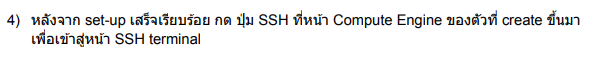 4) หลังจาก set-up เสร็จเรียบร้อย กด ปุ่ม SSH ที่หน้า Compute Engine ของตัวที่ create ขึ้นมา
เพื่อเข้าสู่หน้า SSH terminal